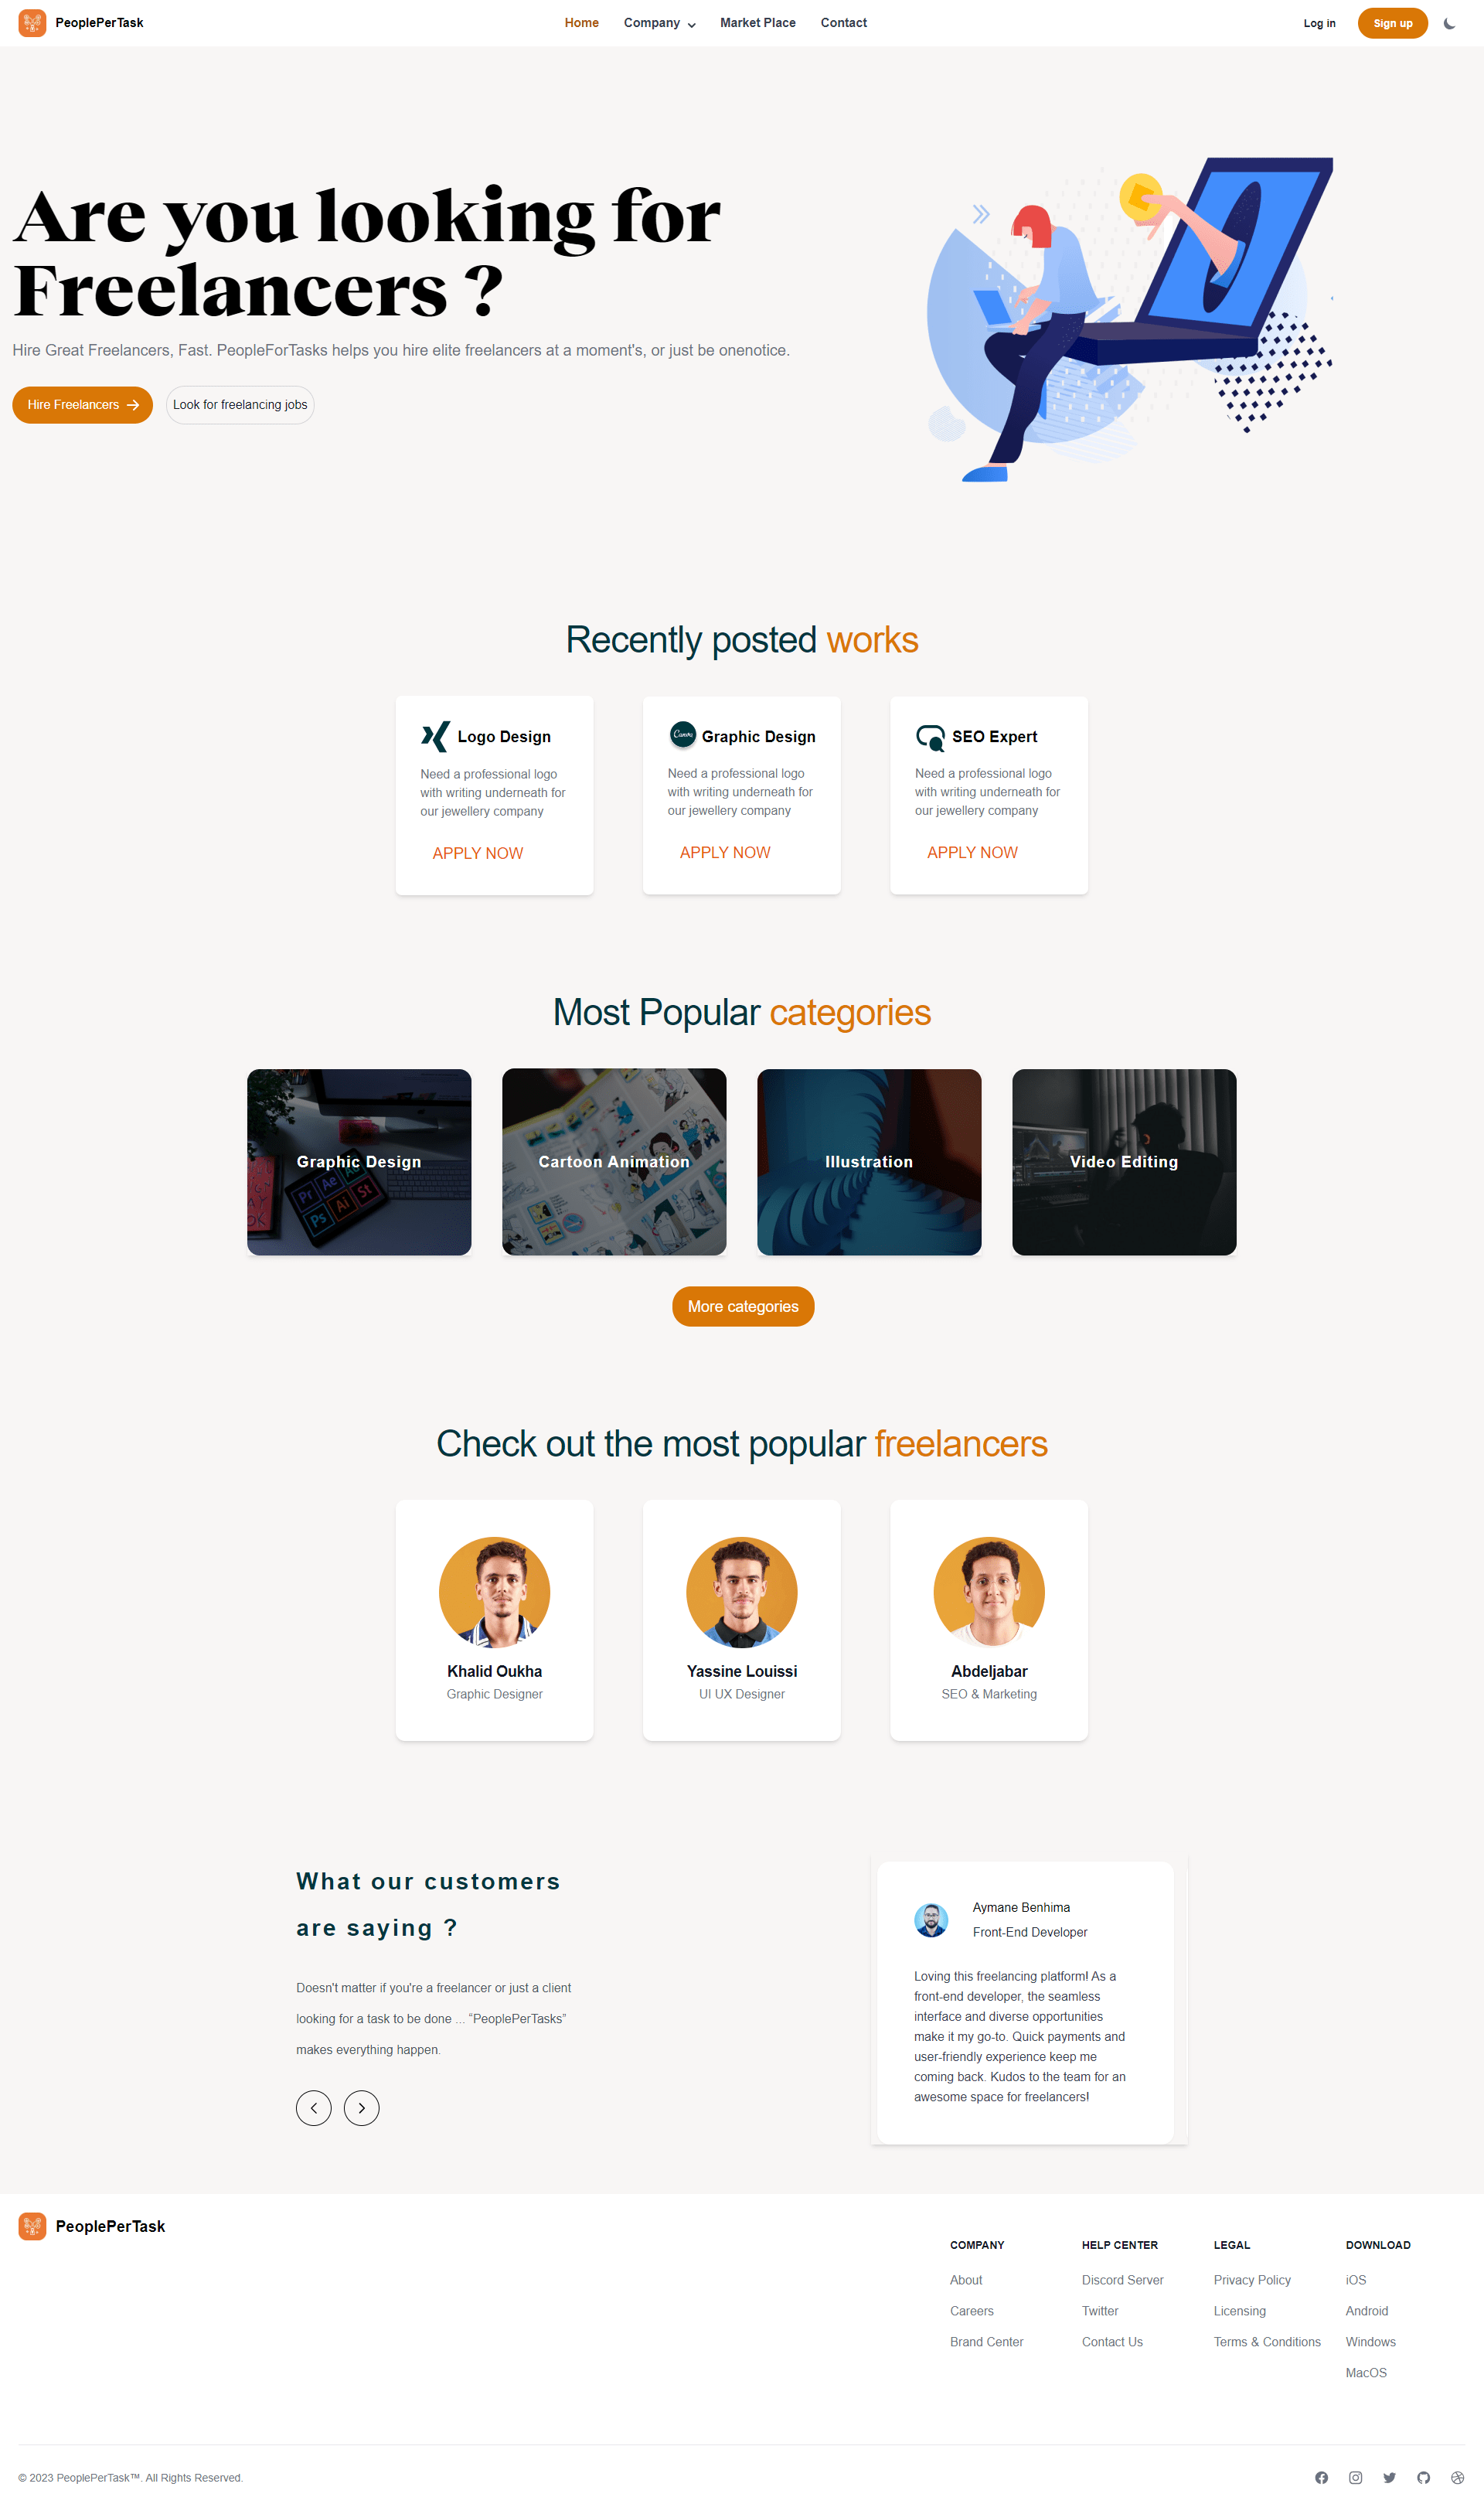 PeoplePerTask
Home Company Market Place Contact
Log in Sign up
Are you looking for
Freelancers ?
Hire Great Freelancers, Fast. PeopleForTasks helps you hire elite freelancers at a moment's, or just be onenotice.
Hire Freelancers
Look for freelancing jobs
Recently posted works
Logo Design
Need a professional logo
with writing underneath for
our jewellery company
APPLY NOW
Canva
Graphic Design
Need a professional logo
with writing underneath for
our jewellery company
APPLY NOW
SEO Expert
Need a professional logo
with writing underneath for
our jewellery company
APPLY NOW
Most Popular categories
Graphic Design
Pr Ae Au
Ps Ai St
Cartoon Animation
Illustration
Video Editing
More categories
Check out the most popular freelancers
Khalid Oukha
Graphic Designer
Yassine Louissi
UI UX Designer
Abdeljabar
SEO & Marketing
What our customers
are saying ?
Doesn't matter if you're a freelancer or just a client
looking for a task to be done ... “PeoplePerTasks”
makes everything happen.
Aymane Benhima
Front-End Developer
Loving this freelancing platform! As a
front-end developer, the seamless
interface and diverse opportunities
make it my go-to. Quick payments and
user-friendly experience keep me
coming back. Kudos to the team for an
awesome space for freelancers!
PeoplePerTask
COMPANY
About
Careers
Brand Center
HELP CENTER
Discord Server
Twitter
Contact Us
LEGAL
Privacy Policy
Licensing
Terms & Conditions
DOWNLOAD
iOS
Android
Windows
MacOS
© 2023 PeoplePerTask™. All Rights Reserved.